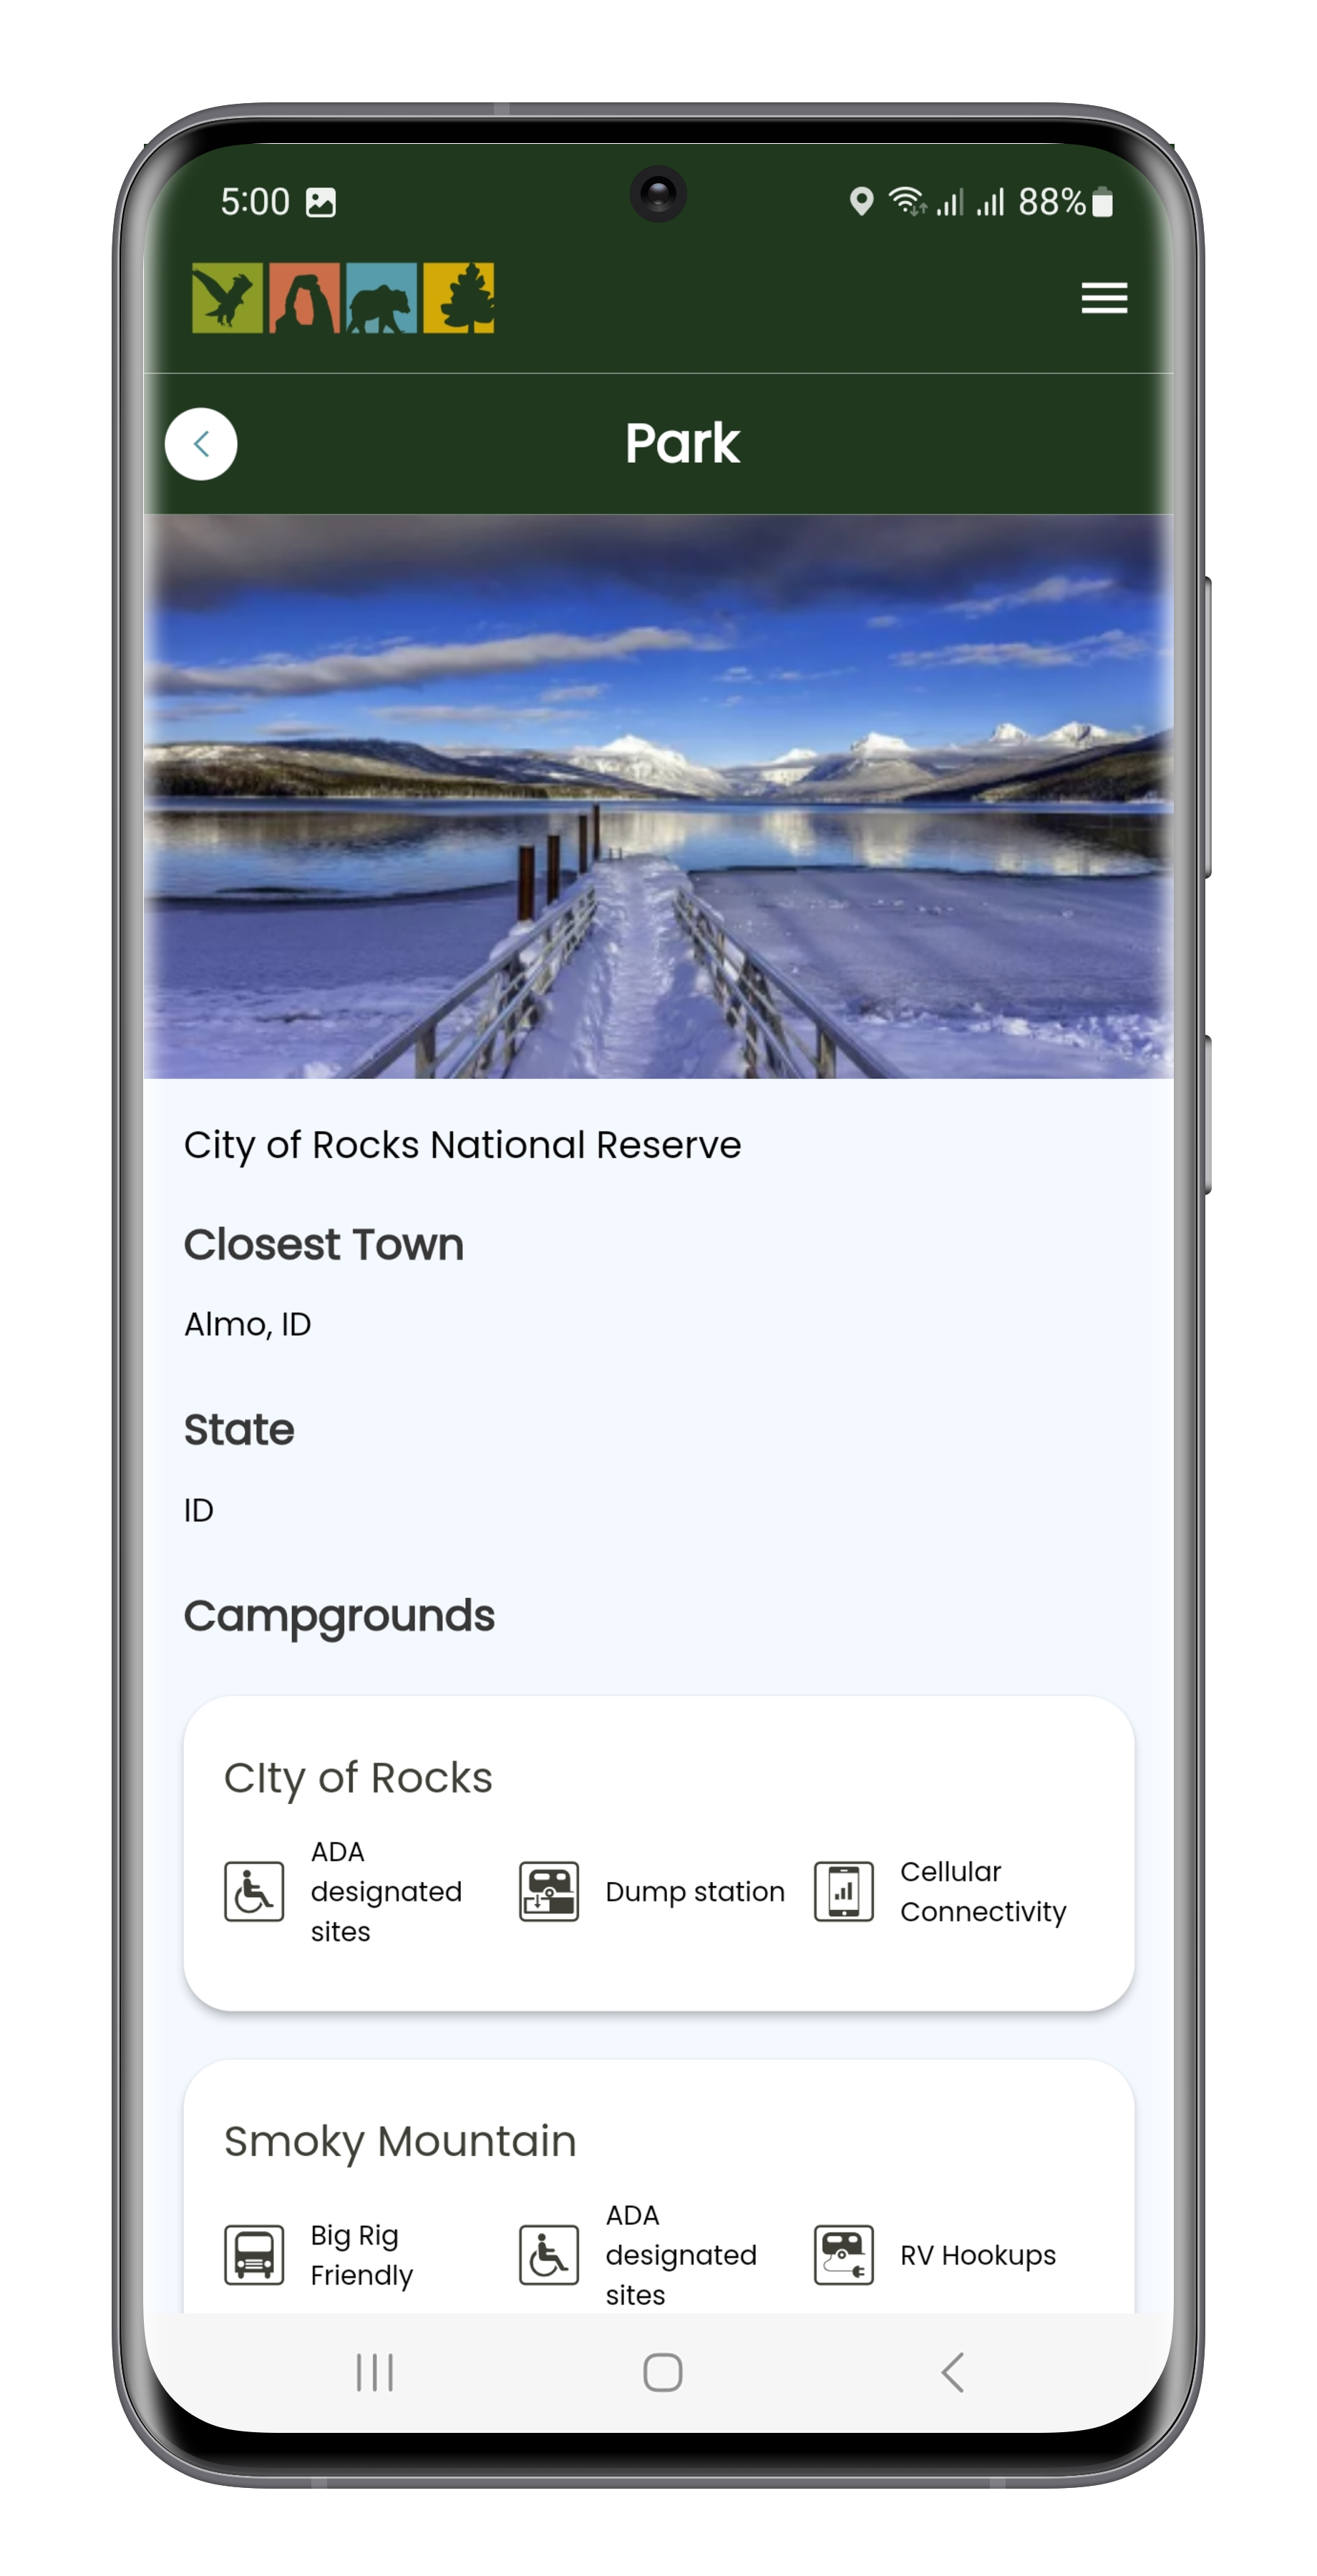 5:00
88%
Park
City of Rocks National Reserve
Closest Town
Almo, ID
State
ID
Campgrounds
CIty of Rocks
ADA
designated
sites
Dump station
Cellular
Connectivity
Smoky Mountain
Big Rig
Friendly
ADA
designated
sites
RV Hookups